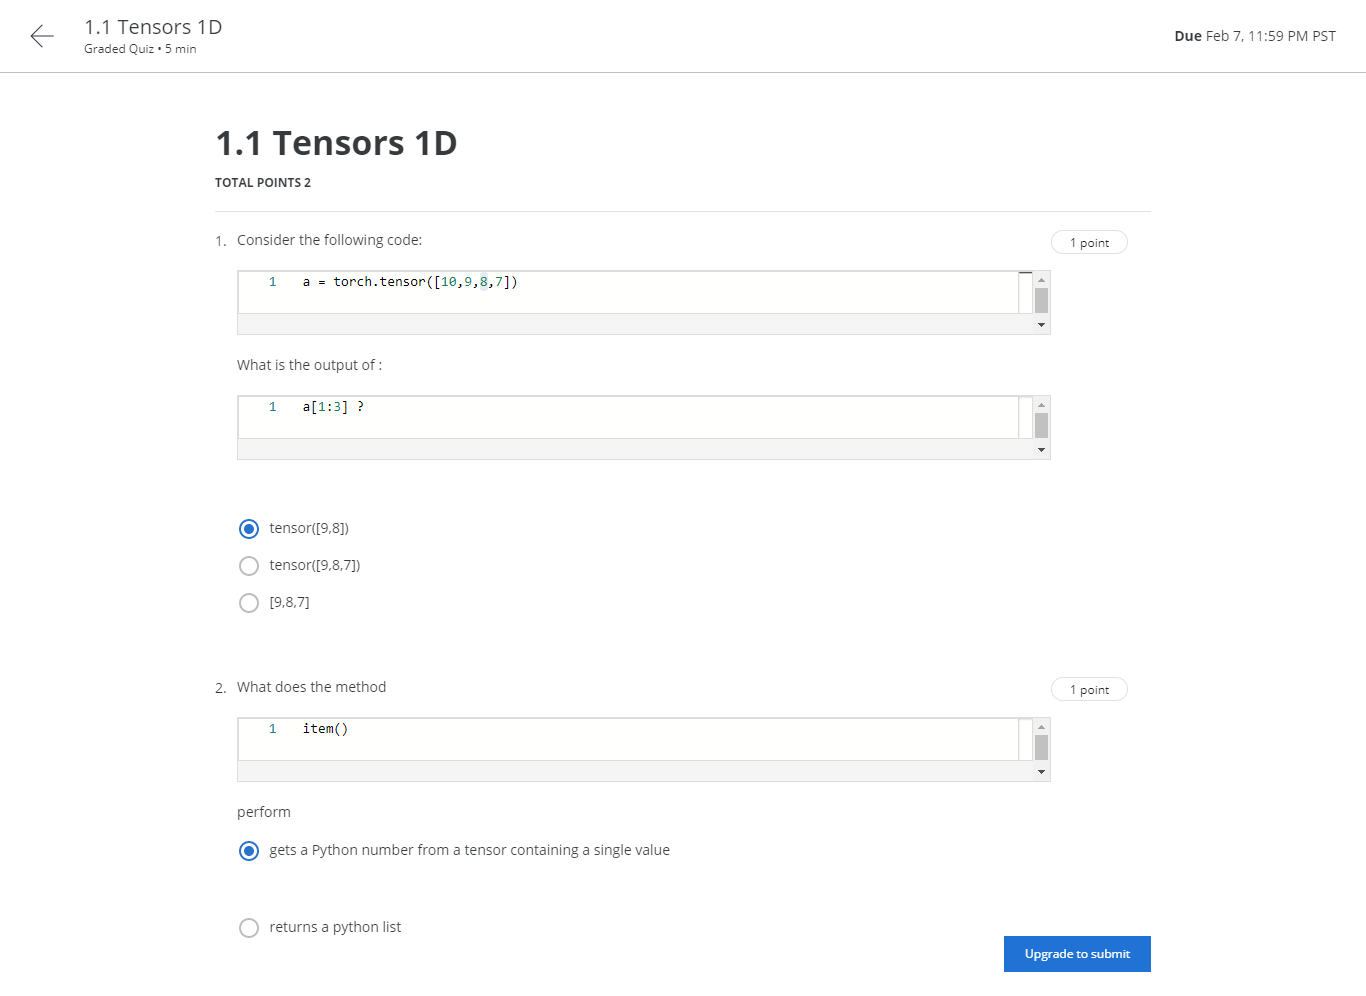 1.1 Tensors 1D
Graded Quiz • 5 min
Due Feb 7, 11:59 PM PST
1.1 Tensors 1D
TOTAL POINTS 2
1. Consider the following code:
1 point
1 a = torch.tensor([10,9,8,7])
What is the output of :
1 a[1:3] ?
tensor([9,8])
tensor([9,8,7])
[9,8,7]
2. What does the method
1 point
1 item()
perform
gets a Python number from a tensor containing a single value
returns a python list
Upgrade to submit